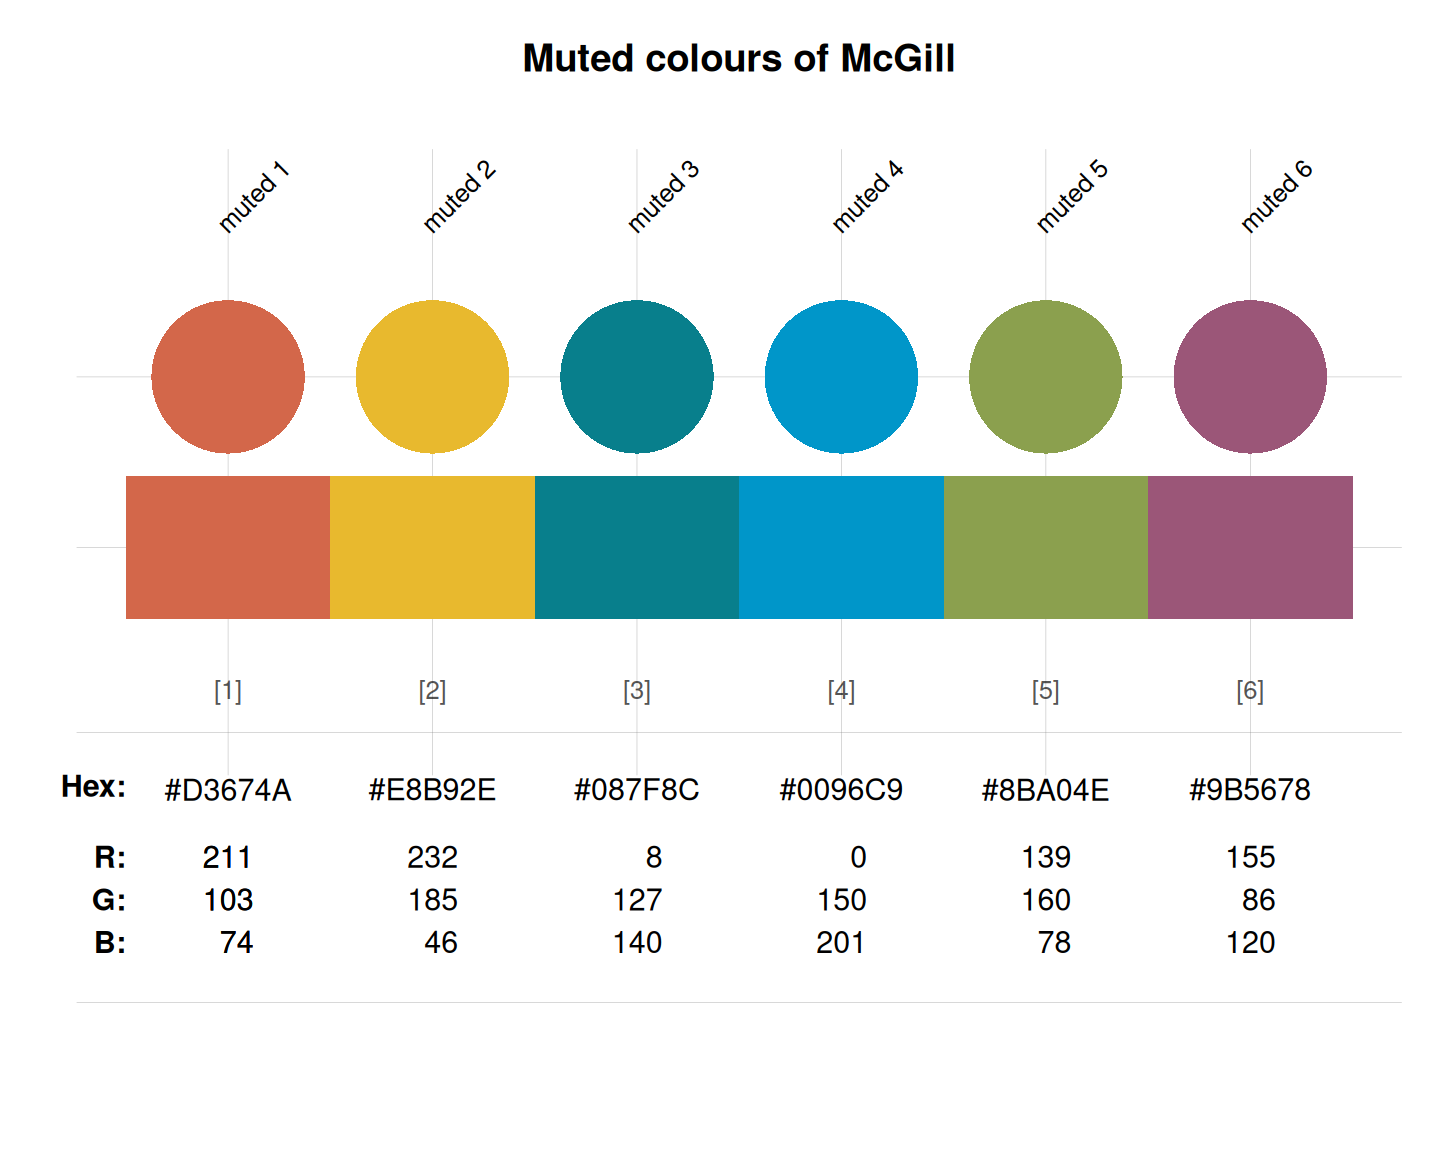 Muted colours of McGill
muted 1 muted 2 muted 3 muted 4 muted 5 muted 6
[1] [2] [3] [4] [5] [6]
Hex: #D3674A #E8B92E #087F8C #0096C9 #8BA04E #9B5678
R: 211 232 8 0 139 155
G: 103 185 127 150 160 86
B: 74 46 140 201 78 120